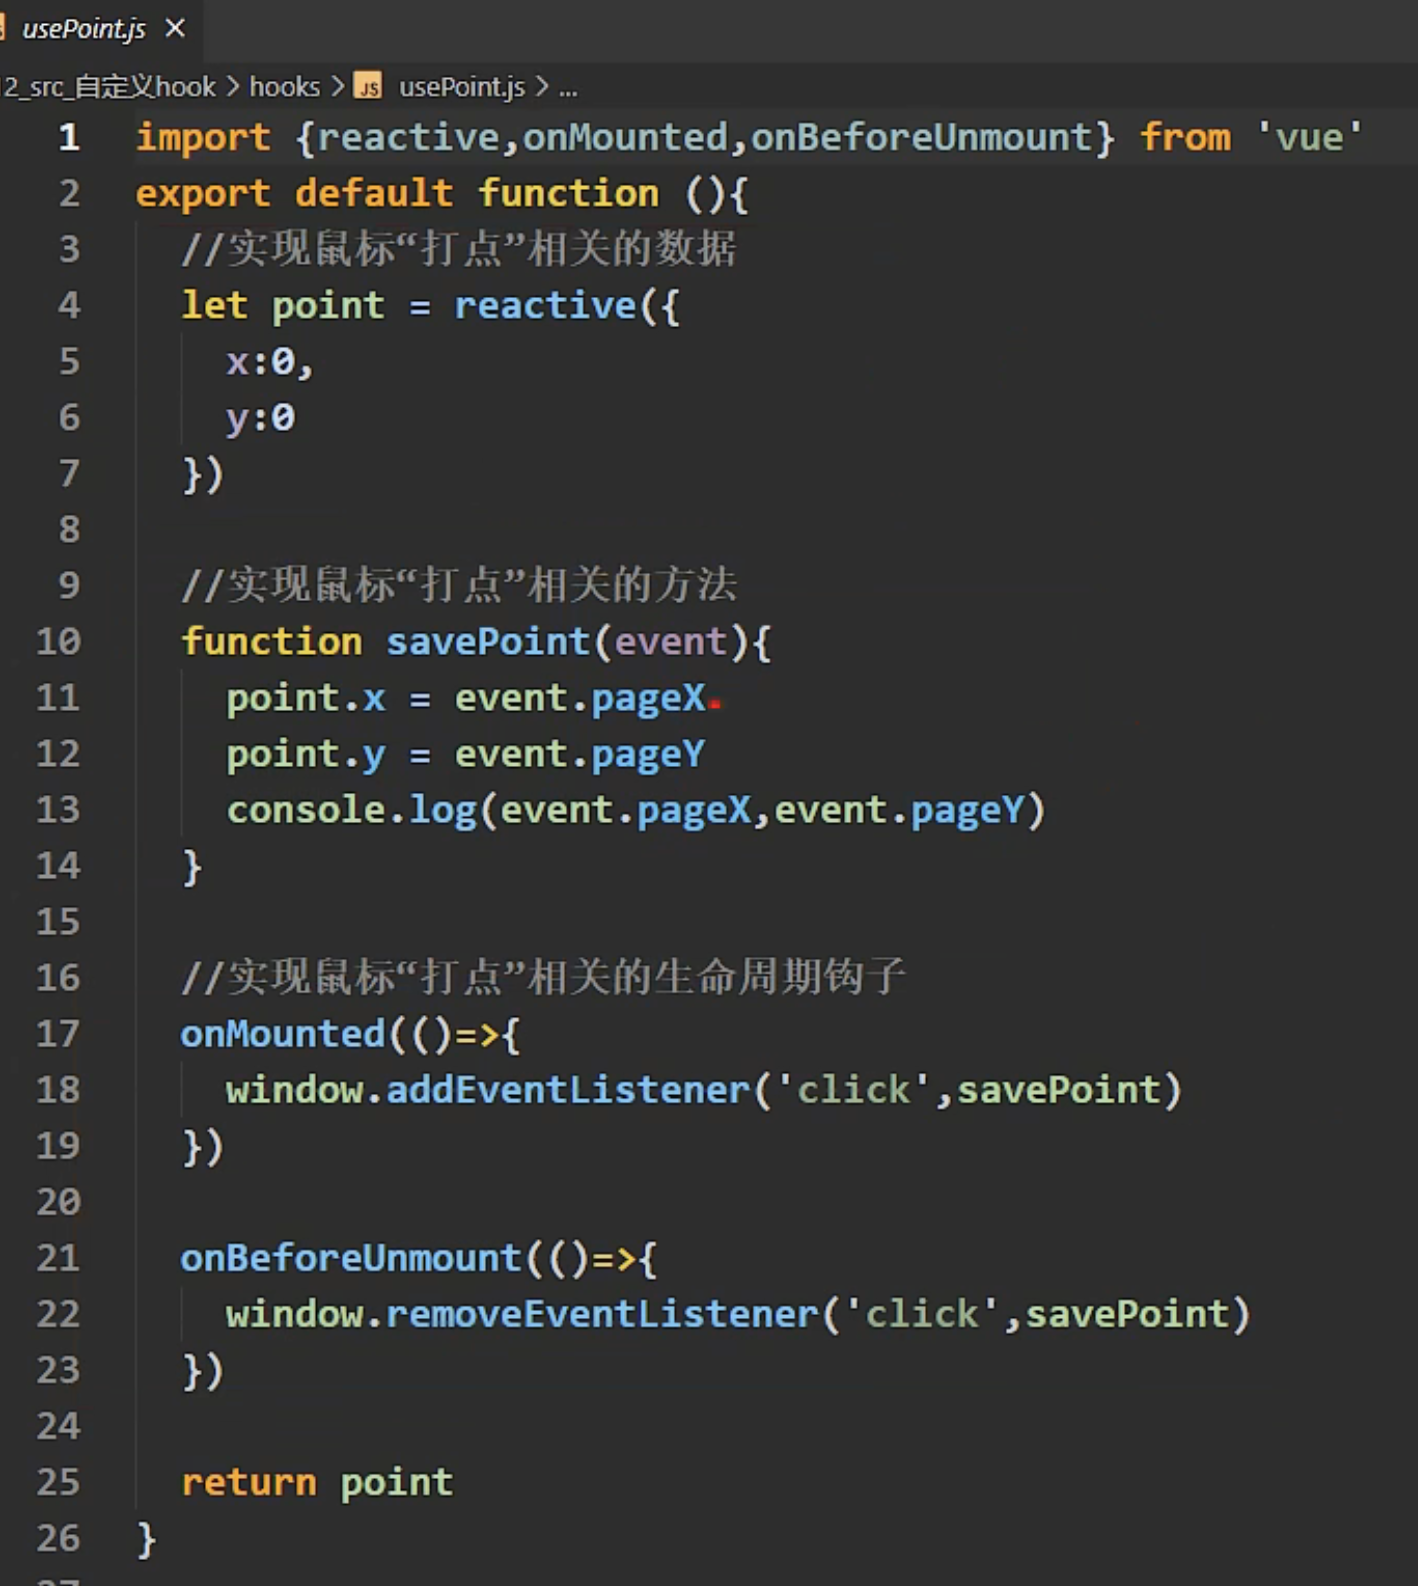 usePoint.js ×
12_src_自定义hook > hooks > JS usePoint.js > ...
1 import {reactive,onMounted,onBeforeUnmount} from 'vue'
2 export default function (){
3 //实现鼠标“打点”相关的数据
4 let point = reactive({
5 x:0,
6 y:0
7 })
8
9 //实现鼠标“打点”相关的方法
10 function savePoint(event){
11 point.x = event.pageX
12 point.y = event.pageY
13 console.log(event.pageX,event.pageY)
14 }
15
16 //实现鼠标“打点”相关的生命周期钩子
17 onMounted(()=>{
18 window.addEventListener('click',savePoint)
19 })
20
21 onBeforeUnmount(()=>{
22 window.removeEventListener('click',savePoint)
23 })
24
25 return point
26 }
27